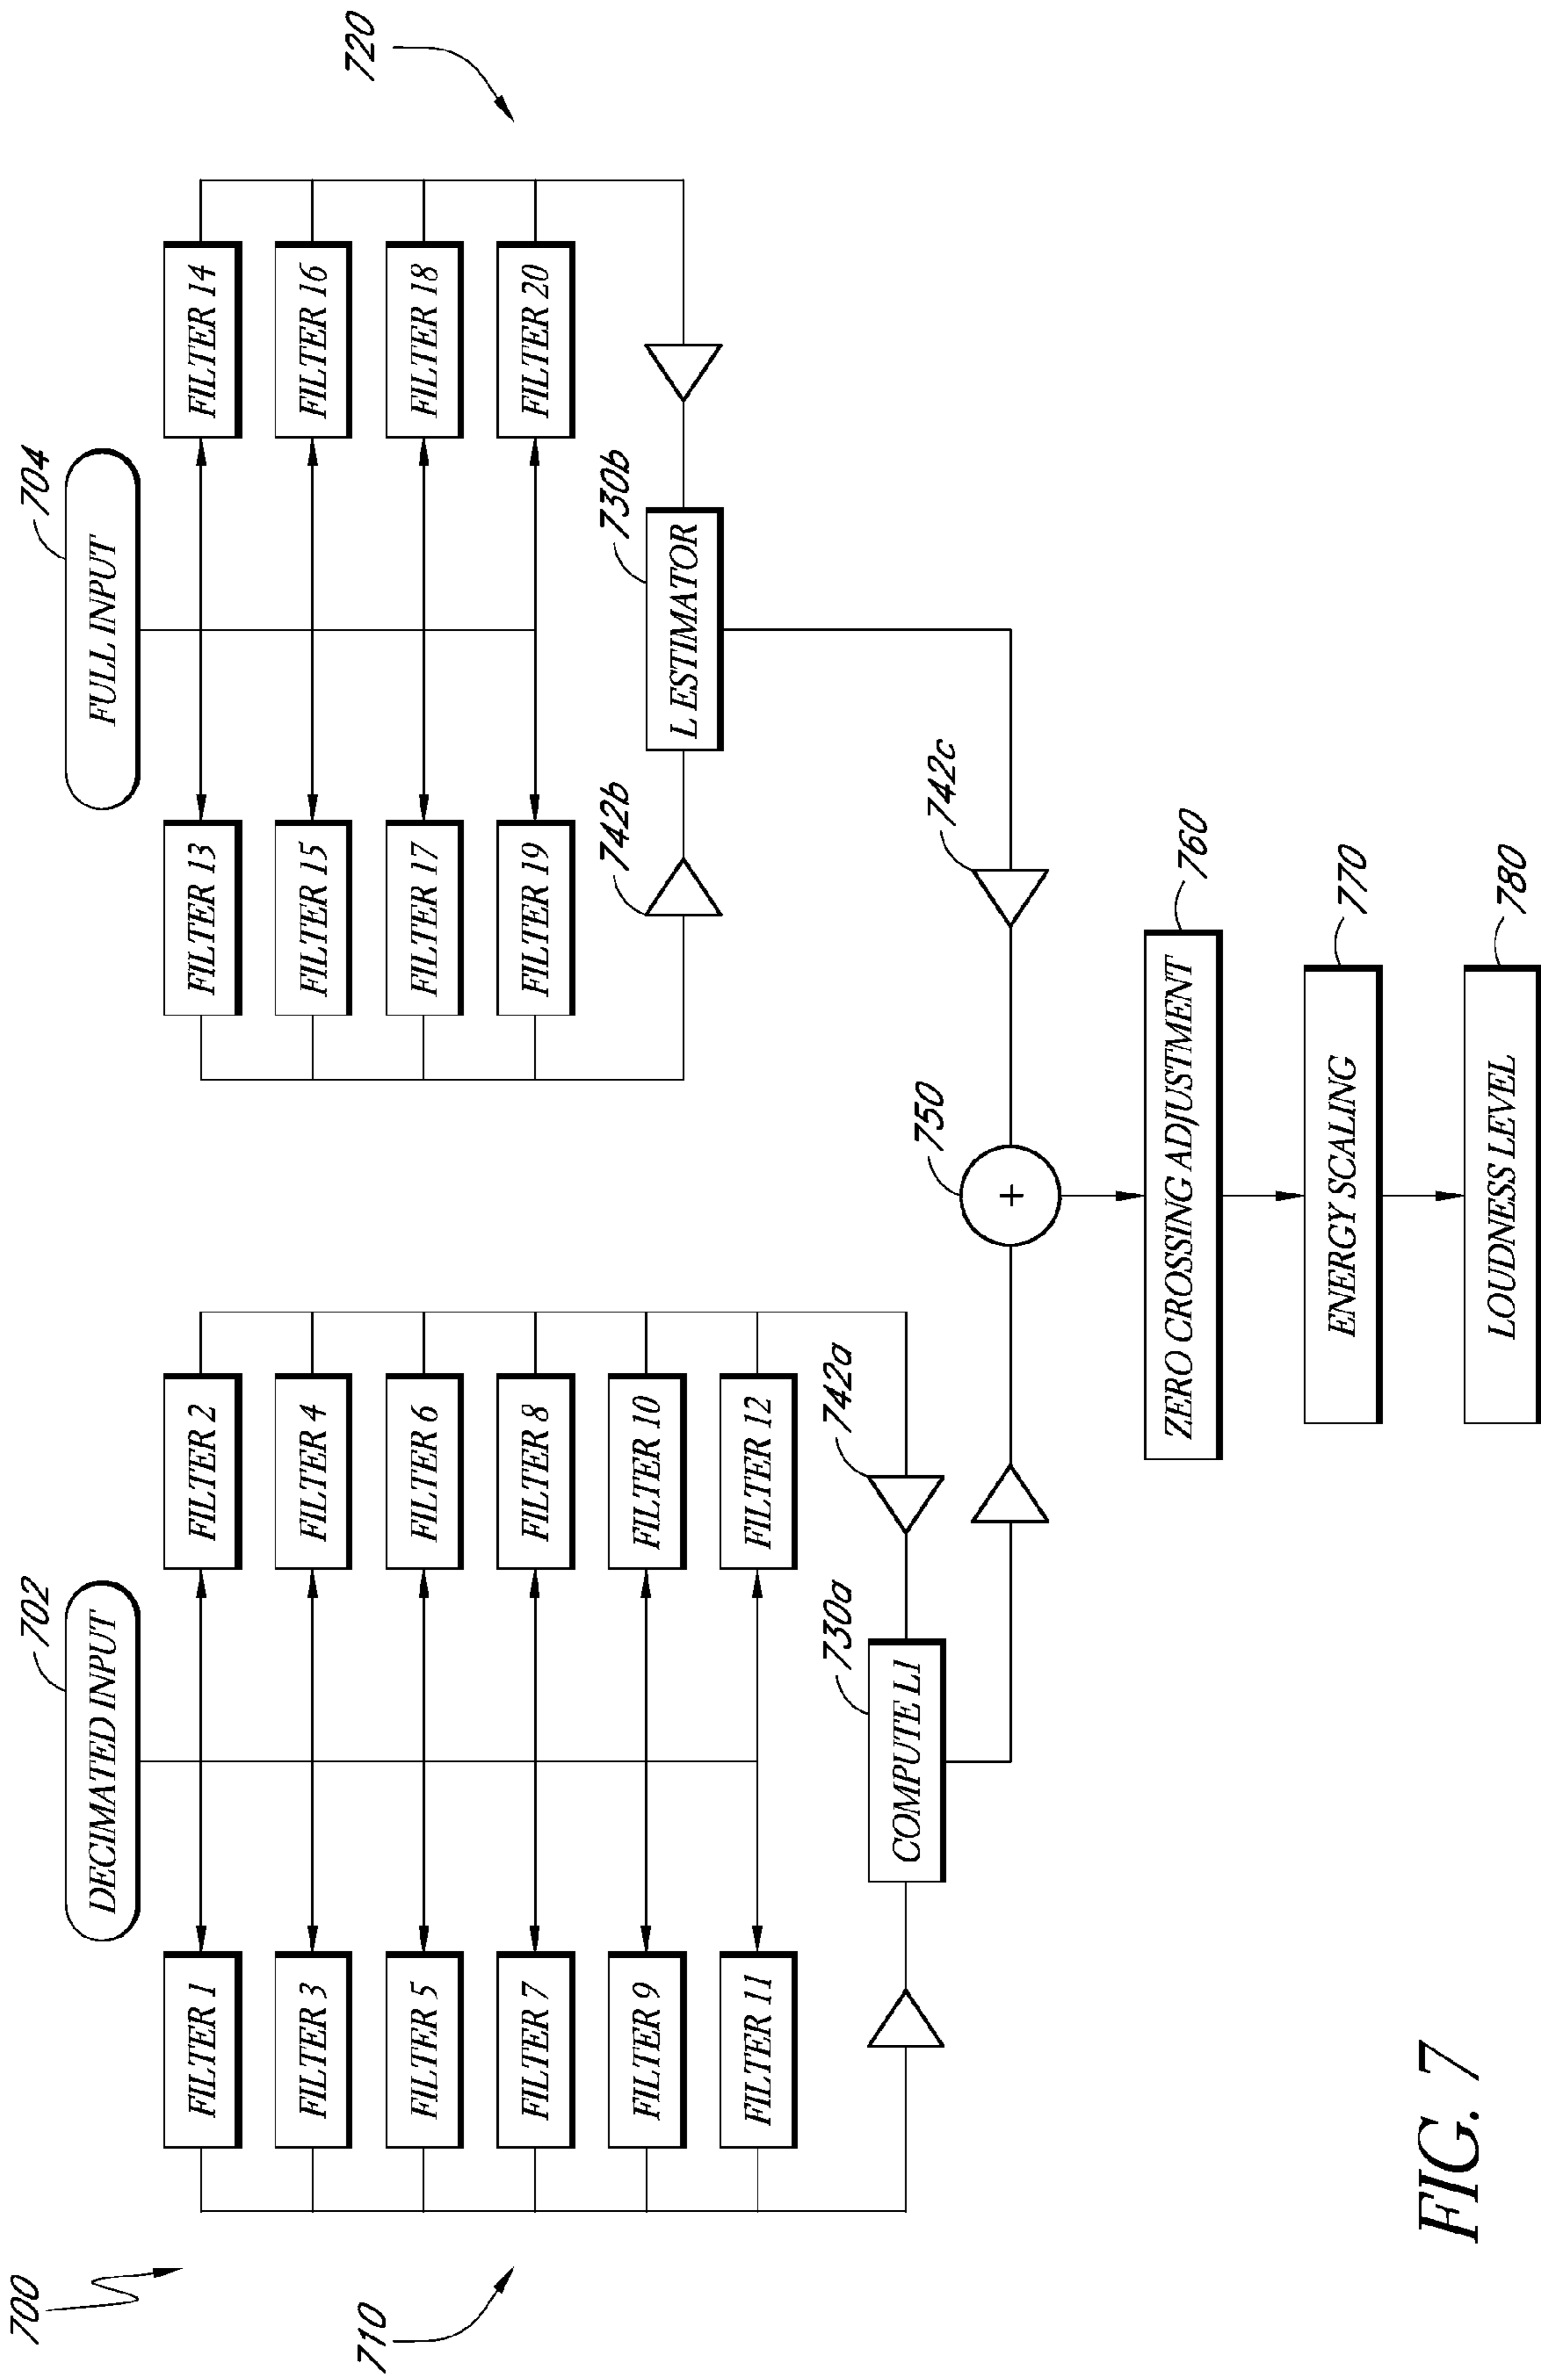 700
702
704
DECIMATED INPUT
FULL INPUT
710
720
FILTER 1
FILTER 2
FILTER 3
FILTER 4
FILTER 5
FILTER 6
FILTER 7
FILTER 8
FILTER 9
FILTER 10
FILTER 11
FILTER 12
FILTER 13
FILTER 14
FILTER 15
FILTER 16
FILTER 17
FILTER 18
FILTER 19
FILTER 20
742b
730b
L ESTIMATOR
730a
742a
COMPUTE LI
750
742c
+
760
ZERO CROSSING ADJUSTMENT
770
ENERGY SCALING
780
LOUDNESS LEVEL
FIG. 7